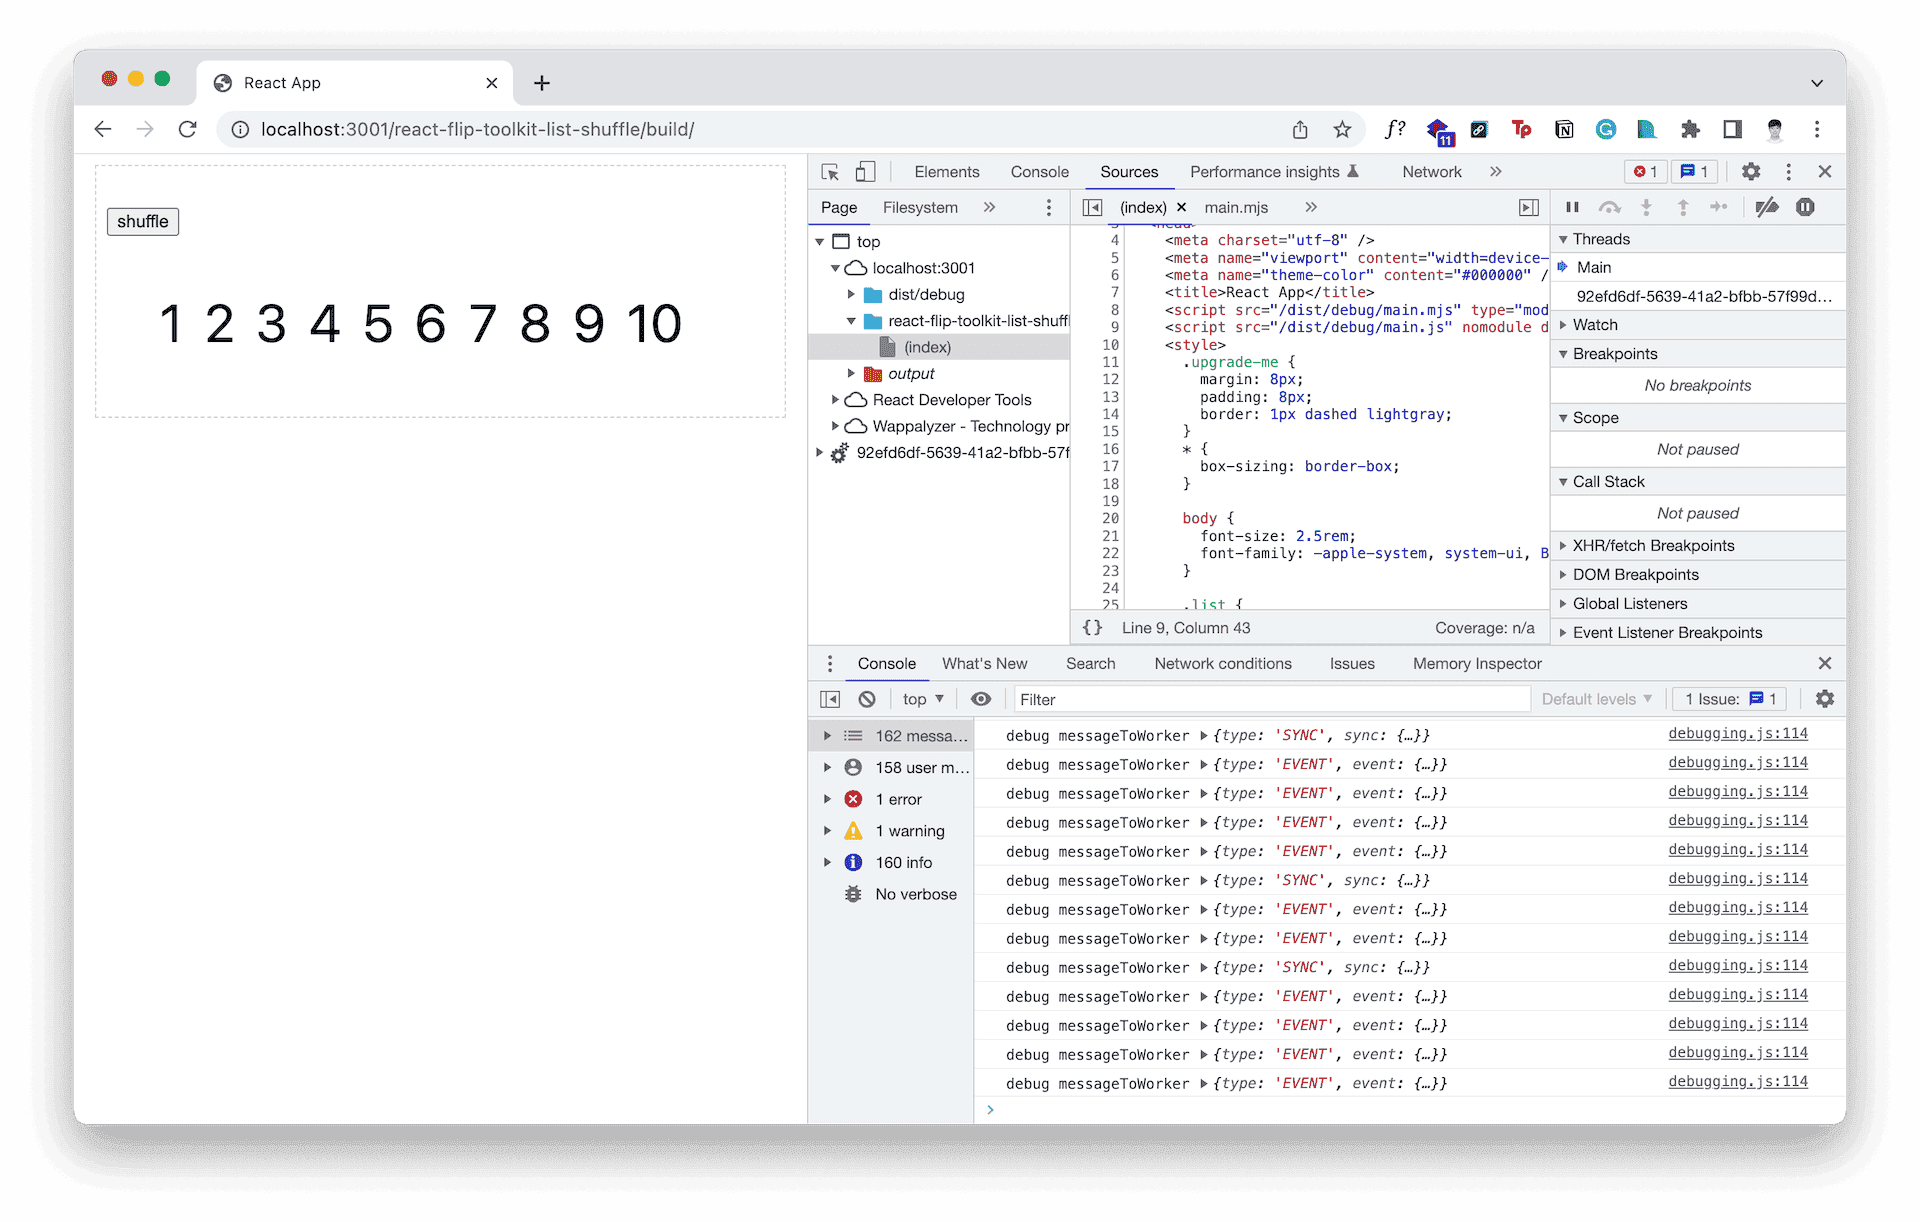 React App
localhost:3001/react-flip-toolkit-list-shuffle/build/
f?
11
Tp
shuffle
1 2 3 4 5 6 7 8 9 10
Elements Console Sources Performance insights Network » 1 1
Page Filesystem »
top
localhost:3001
dist/debug
react-flip-toolkit-list-shuffl
(index)
output
React Developer Tools
Wappalyzer - Technology pr
92efd6df-5639-41a2-bfbb-57f
(index) main.mjs »
4 <meta charset="utf-8" />
5 <meta name="viewport" content="width=device-
6 <meta name="theme-color" content="#000000" /
7 <title>React App</title>
8 <script src="/dist/debug/main.mjs" type="mod
9 <script src="/dist/debug/main.js" nomodule d
10 <style>
11 .upgrade-me {
12 margin: 8px;
13 padding: 8px;
14 border: 1px dashed lightgray;
15 }
16 * {
17 box-sizing: border-box;
18 }
19
20 body {
21 font-size: 2.5rem;
22 font-family: -apple-system, system-ui, B
23 }
24
25 .list {
{} Line 9, Column 43 Coverage: n/a
Threads
Main
92efd6df-5639-41a2-bfbb-57f99d...
Watch
Breakpoints
No breakpoints
Scope
Not paused
Call Stack
Not paused
XHR/fetch Breakpoints
DOM Breakpoints
Global Listeners
Event Listener Breakpoints
Console What's New Search Network conditions Issues Memory Inspector
top Filter Default levels 1 Issue: 1
162 messa...
158 user m...
1 error
1 warning
160 info
No verbose
debug messageToWorker {type: 'SYNC', sync: {…}} debugging.js:114
debug messageToWorker {type: 'EVENT', event: {…}} debugging.js:114
debug messageToWorker {type: 'EVENT', event: {…}} debugging.js:114
debug messageToWorker {type: 'EVENT', event: {…}} debugging.js:114
debug messageToWorker {type: 'EVENT', event: {…}} debugging.js:114
debug messageToWorker {type: 'SYNC', sync: {…}} debugging.js:114
debug messageToWorker {type: 'EVENT', event: {…}} debugging.js:114
debug messageToWorker {type: 'EVENT', event: {…}} debugging.js:114
debug messageToWorker {type: 'SYNC', sync: {…}} debugging.js:114
debug messageToWorker {type: 'EVENT', event: {…}} debugging.js:114
debug messageToWorker {type: 'EVENT', event: {…}} debugging.js:114
debug messageToWorker {type: 'EVENT', event: {…}} debugging.js:114
debug messageToWorker {type: 'EVENT', event: {…}} debugging.js:114